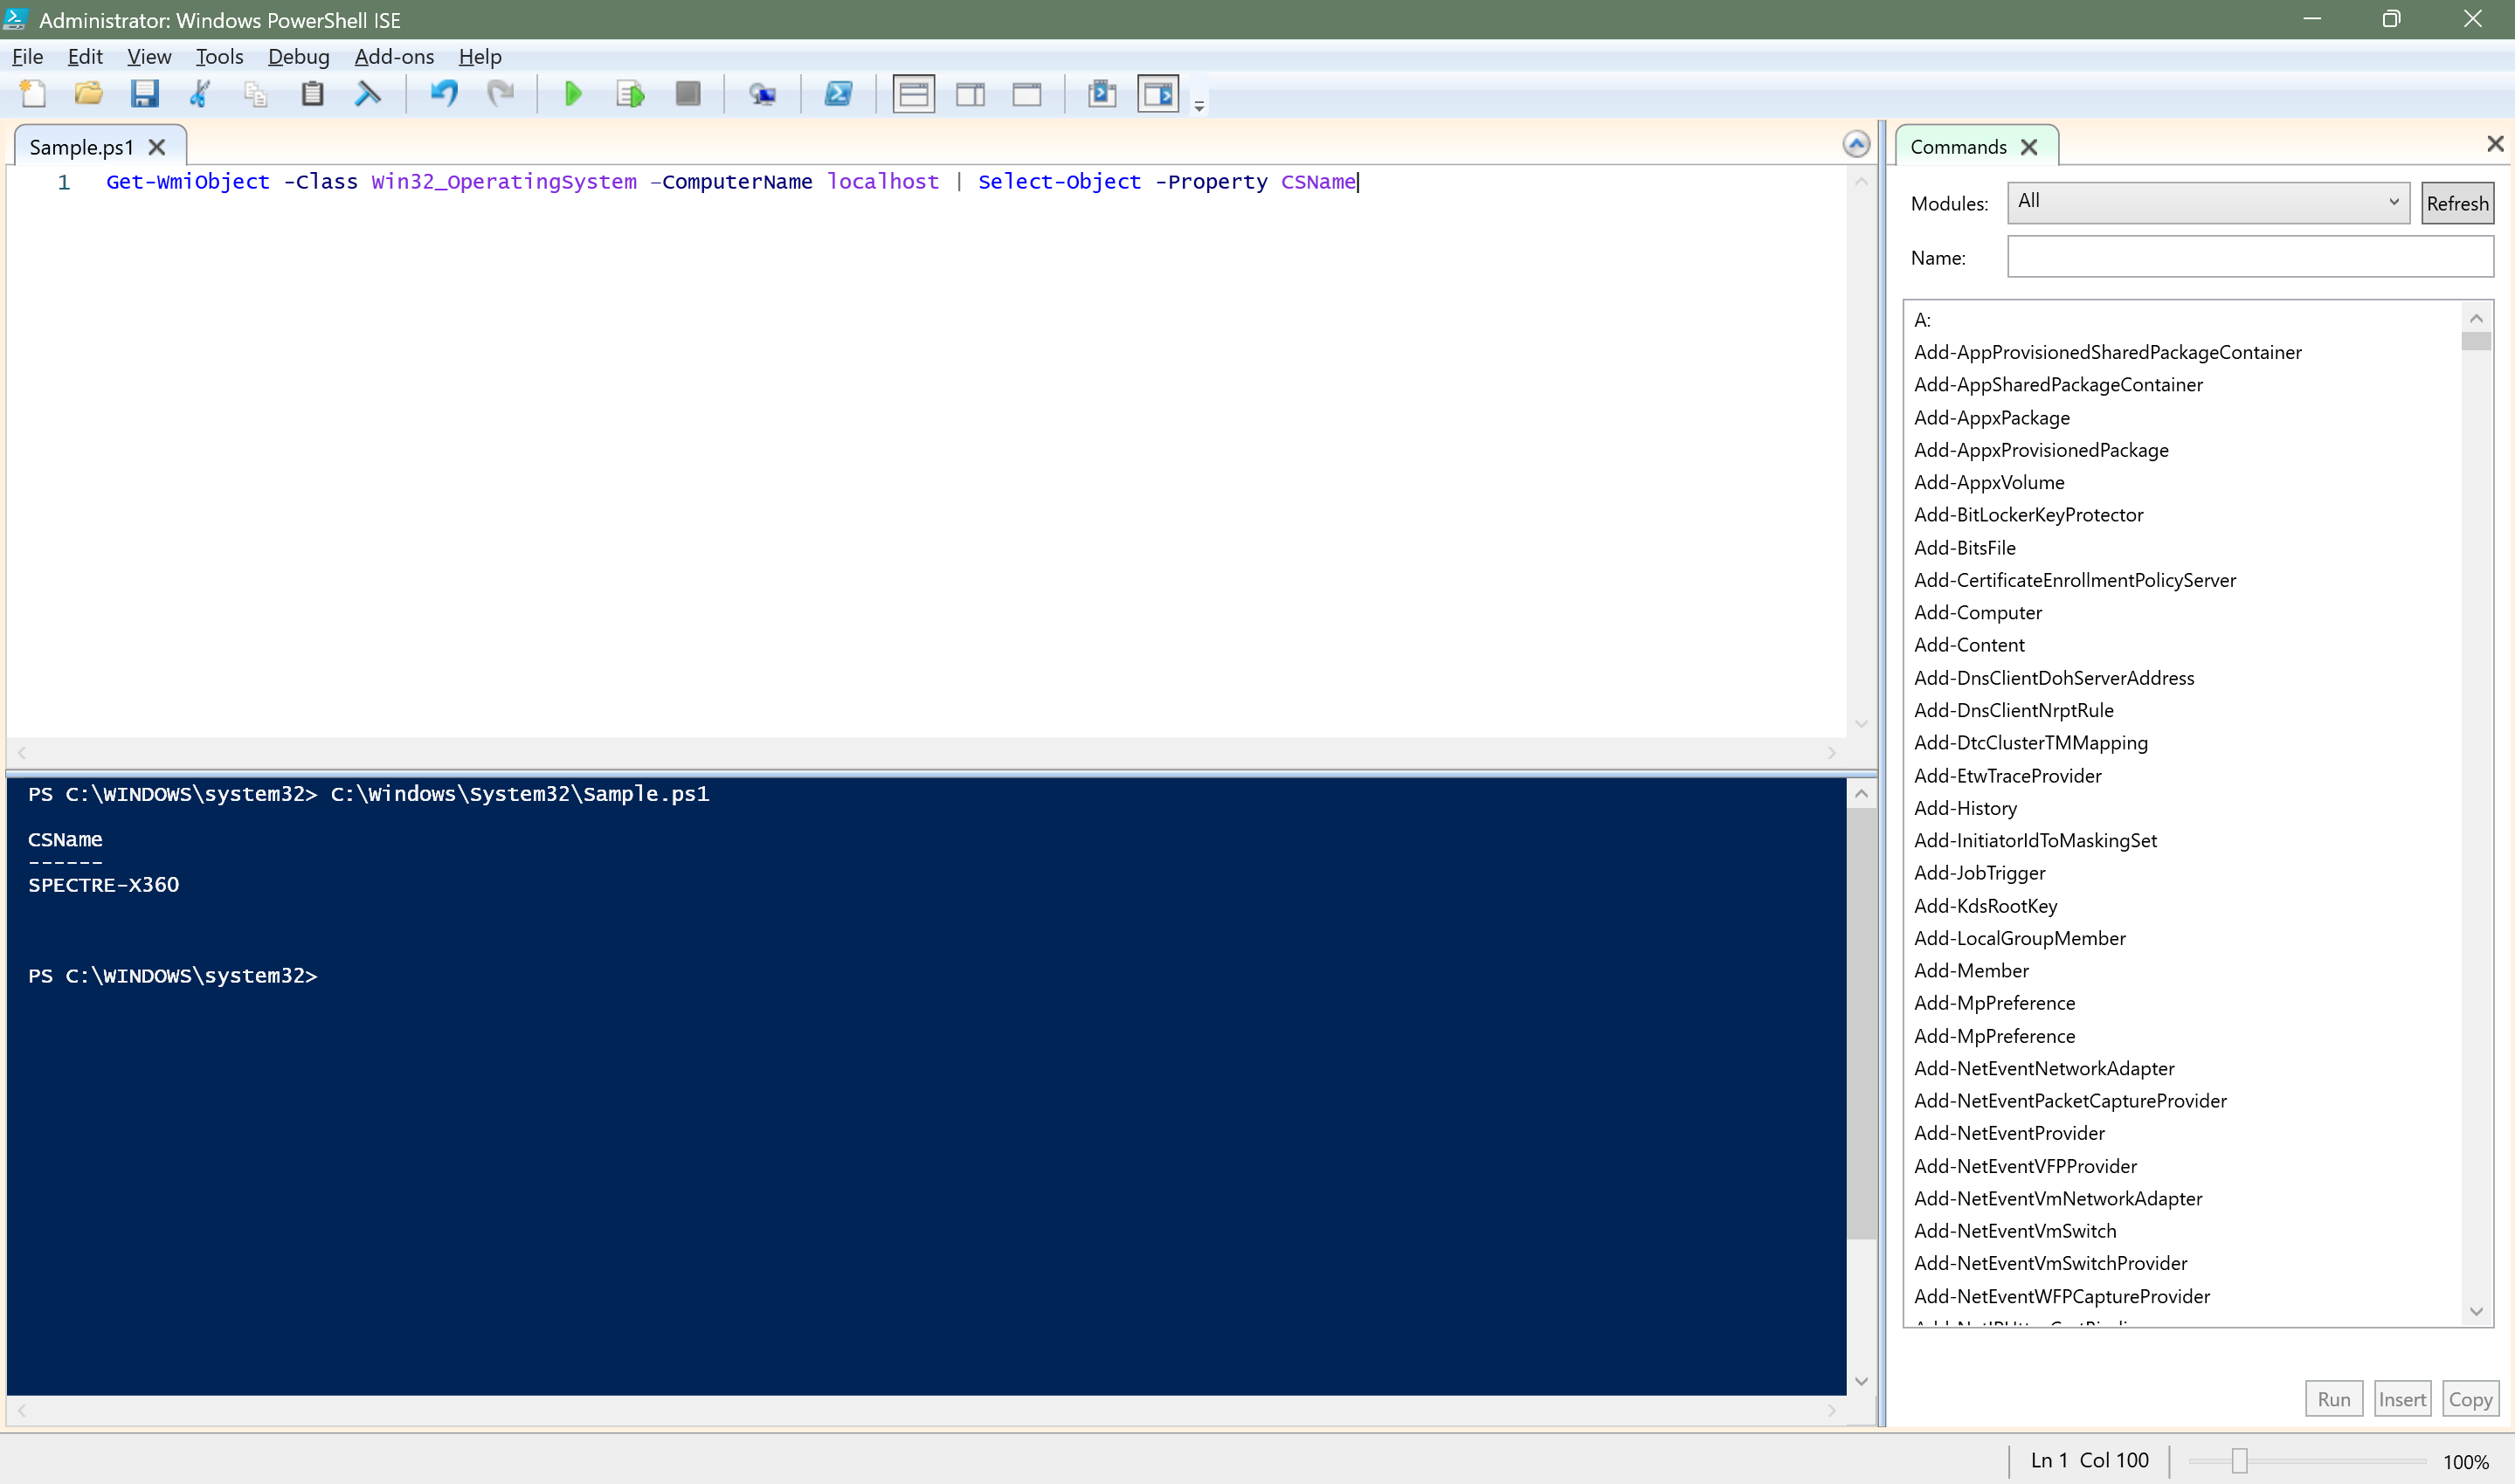 Administrator: Windows PowerShell ISE
File Edit View Tools Debug Add-ons Help
Sample.ps1
1 Get-WmiObject -Class Win32_OperatingSystem -ComputerName localhost | Select-Object -Property CSName
PS C:\WINDOWS\system32> C:\Windows\System32\Sample.ps1
CSName
------
SPECTRE-X360
PS C:\WINDOWS\system32>
Commands
Modules: All Refresh
Name:
A:
Add-AppProvisionedSharedPackageContainer
Add-AppSharedPackageContainer
Add-AppxPackage
Add-AppxProvisionedPackage
Add-AppxVolume
Add-BitLockerKeyProtector
Add-BitsFile
Add-CertificateEnrollmentPolicyServer
Add-Computer
Add-Content
Add-DnsClientDohServerAddress
Add-DnsClientNrptRule
Add-DtcClusterTMMapping
Add-EtwTraceProvider
Add-History
Add-InitiatorIdToMaskingSet
Add-JobTrigger
Add-KdsRootKey
Add-LocalGroupMember
Add-Member
Add-MpPreference
Add-MpPreference
Add-NetEventNetworkAdapter
Add-NetEventPacketCaptureProvider
Add-NetEventProvider
Add-NetEventVFPProvider
Add-NetEventVmNetworkAdapter
Add-NetEventVmSwitch
Add-NetEventVmSwitchProvider
Add-NetEventWFPCaptureProvider
Run Insert Copy
Ln 1 Col 100 100%